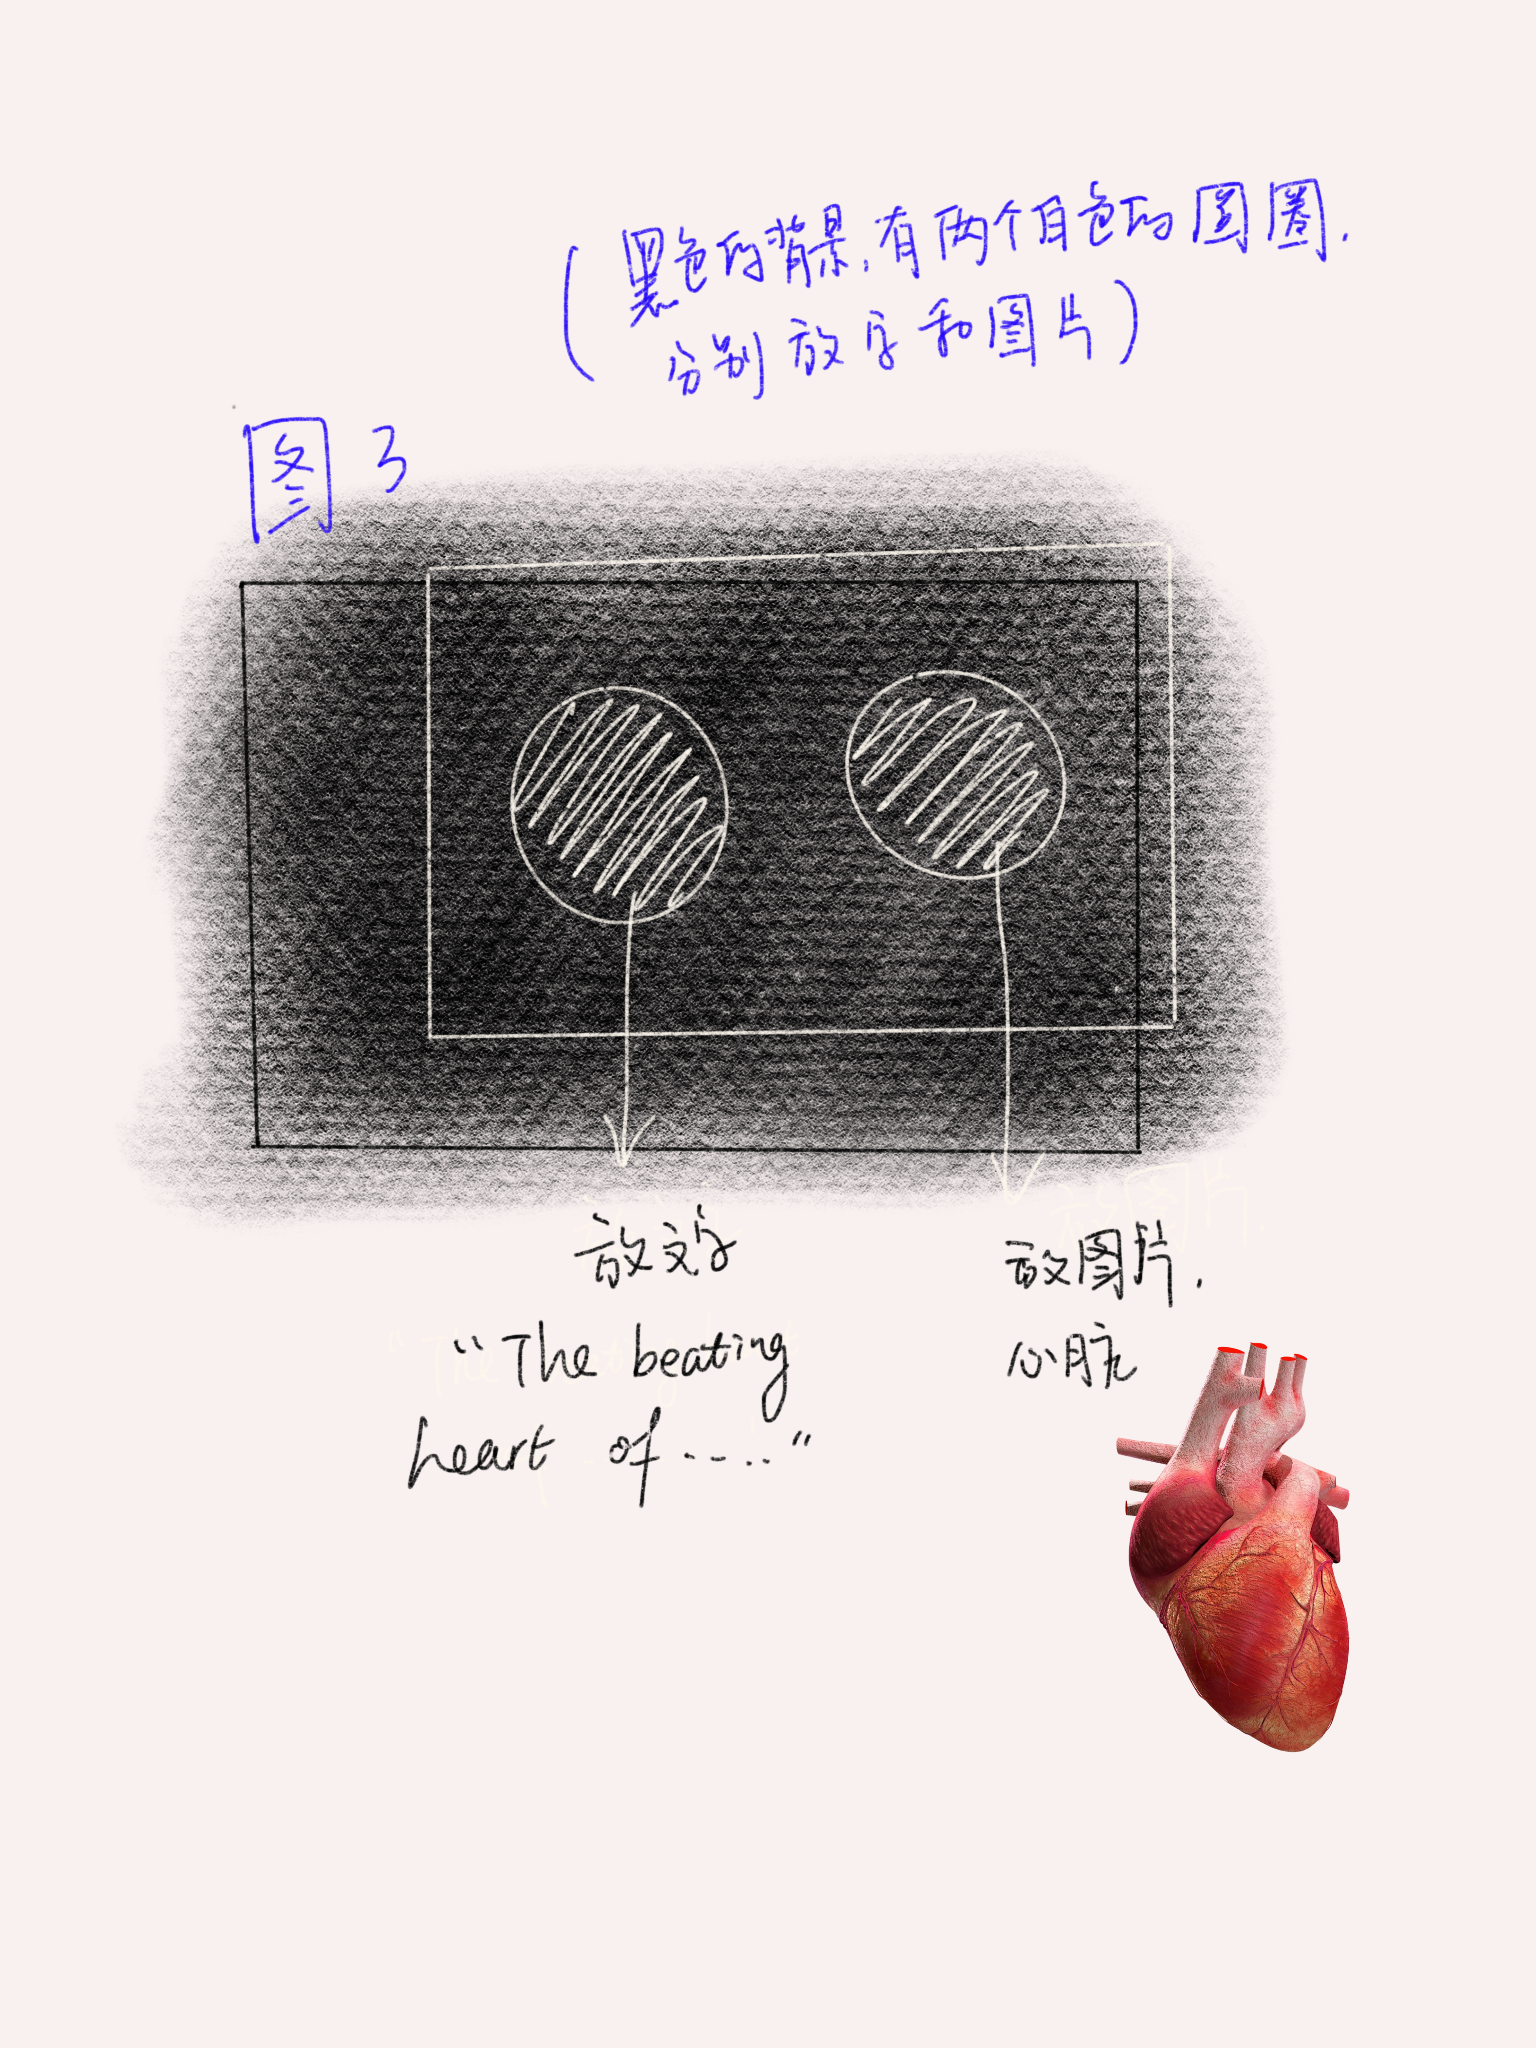 (黑色的背景,有两个白色的圆圈.
分别放字和图片)
图 3
放文字
"The beating
heart of ....."
放图片.
心脏